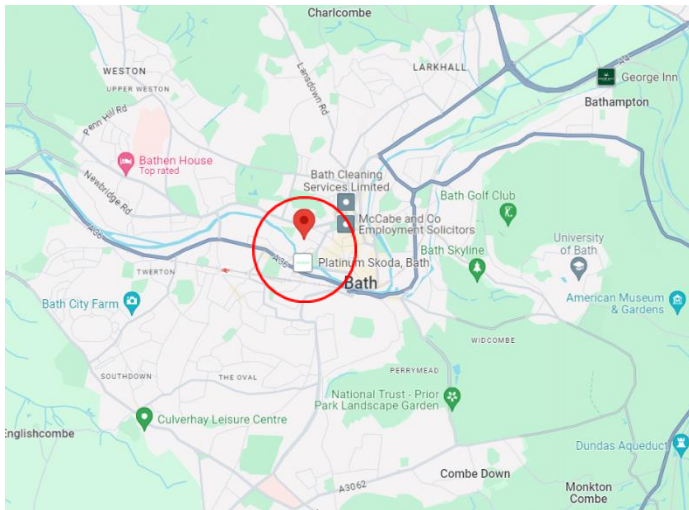 Charlcombe
WESTON
UPPER WESTON
LARKHALL
A4
George Inn
Bathampton
Penn Hill Rd
Lansdown Rd
Bathen House
Top rated
Newbridge Rd
Bath Cleaning
Services Limited
Bath Golf Club
McCabe and Co
Employment Solicitors
University
of Bath
Bath Skyline
A36
A36
Platinum Skoda, Bath
TWERTON
Bath
Bath City Farm
American Museum
& Gardens
WIDCOMBE
SOUTHDOWN
THE OVAL
PERRYMEAD
National Trust - Prior
Park Landscape Garden
Culverhay Leisure Centre
Englishcombe
Dundas Aqueduct
Combe Down
A3062
Monkton
Combe